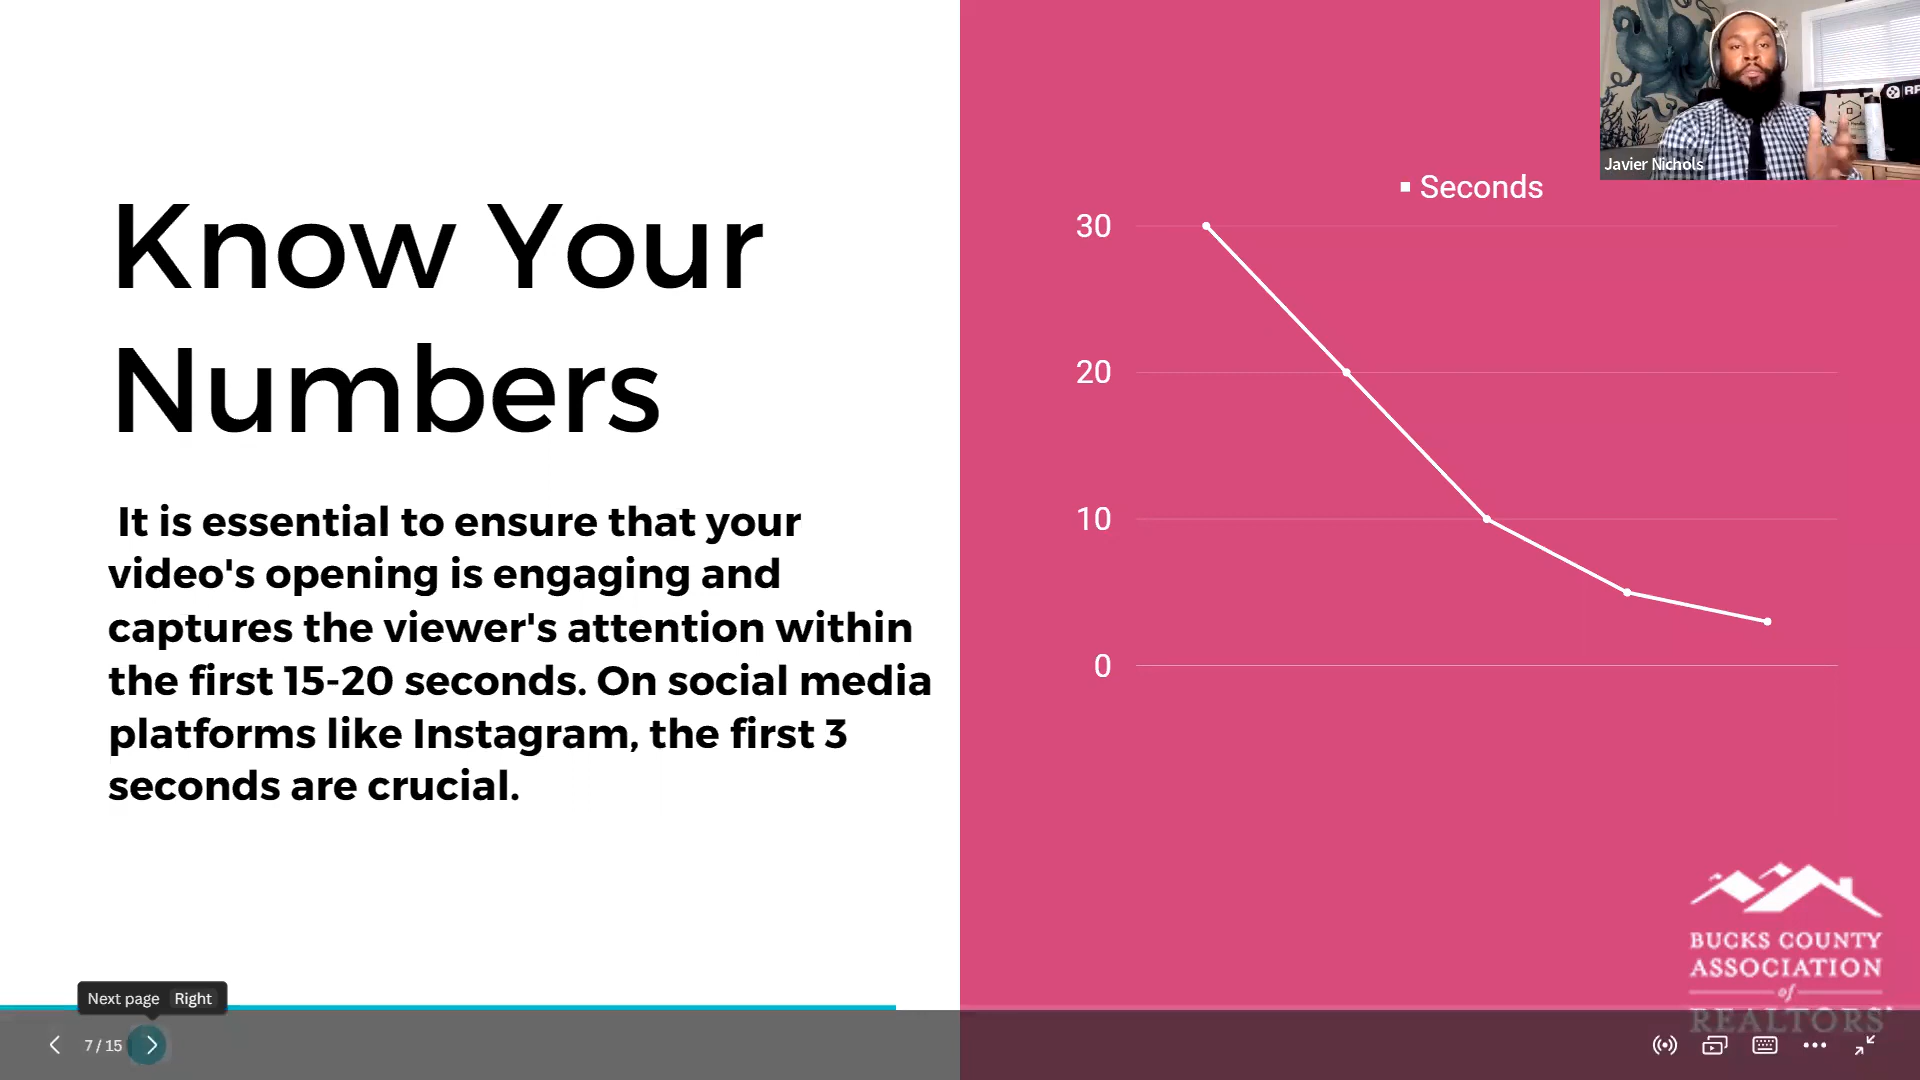 Know Your
Numbers
It is essential to ensure that your
video's opening is engaging and
captures the viewer's attention within
the first 15-20 seconds. On social media
platforms like Instagram, the first 3
seconds are crucial.
Seconds
30
20
10
0
Javier Nichols
BUCKS COUNTY
ASSOCIATION
of
REALTORS®
Next page Right
7 / 15